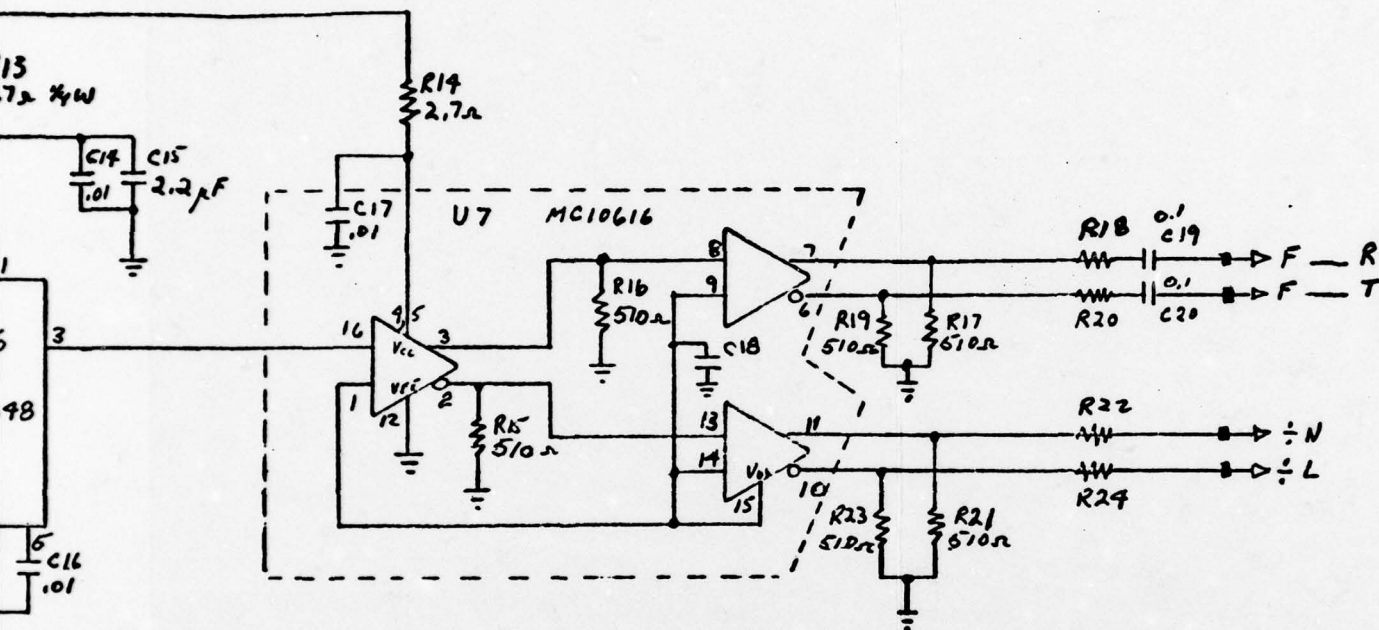 13
.7Ω ¼W
R14
2.7Ω
C14
.01
C15
2.2μF
C17
.01
U7 MC10616
1
6
48
3
5
C16
.01
16
1
4,5
VCC
VEE
12
3
2
R15
510Ω
R16
510Ω
8
9
7
6
C18
13
14
11
10
15
R19
510Ω
R17
510Ω
R23
510Ω
R21
510Ω
R18
0.1
C19
F — R
R20
0.1
C20
F — T
R22
÷ N
R24
÷ L